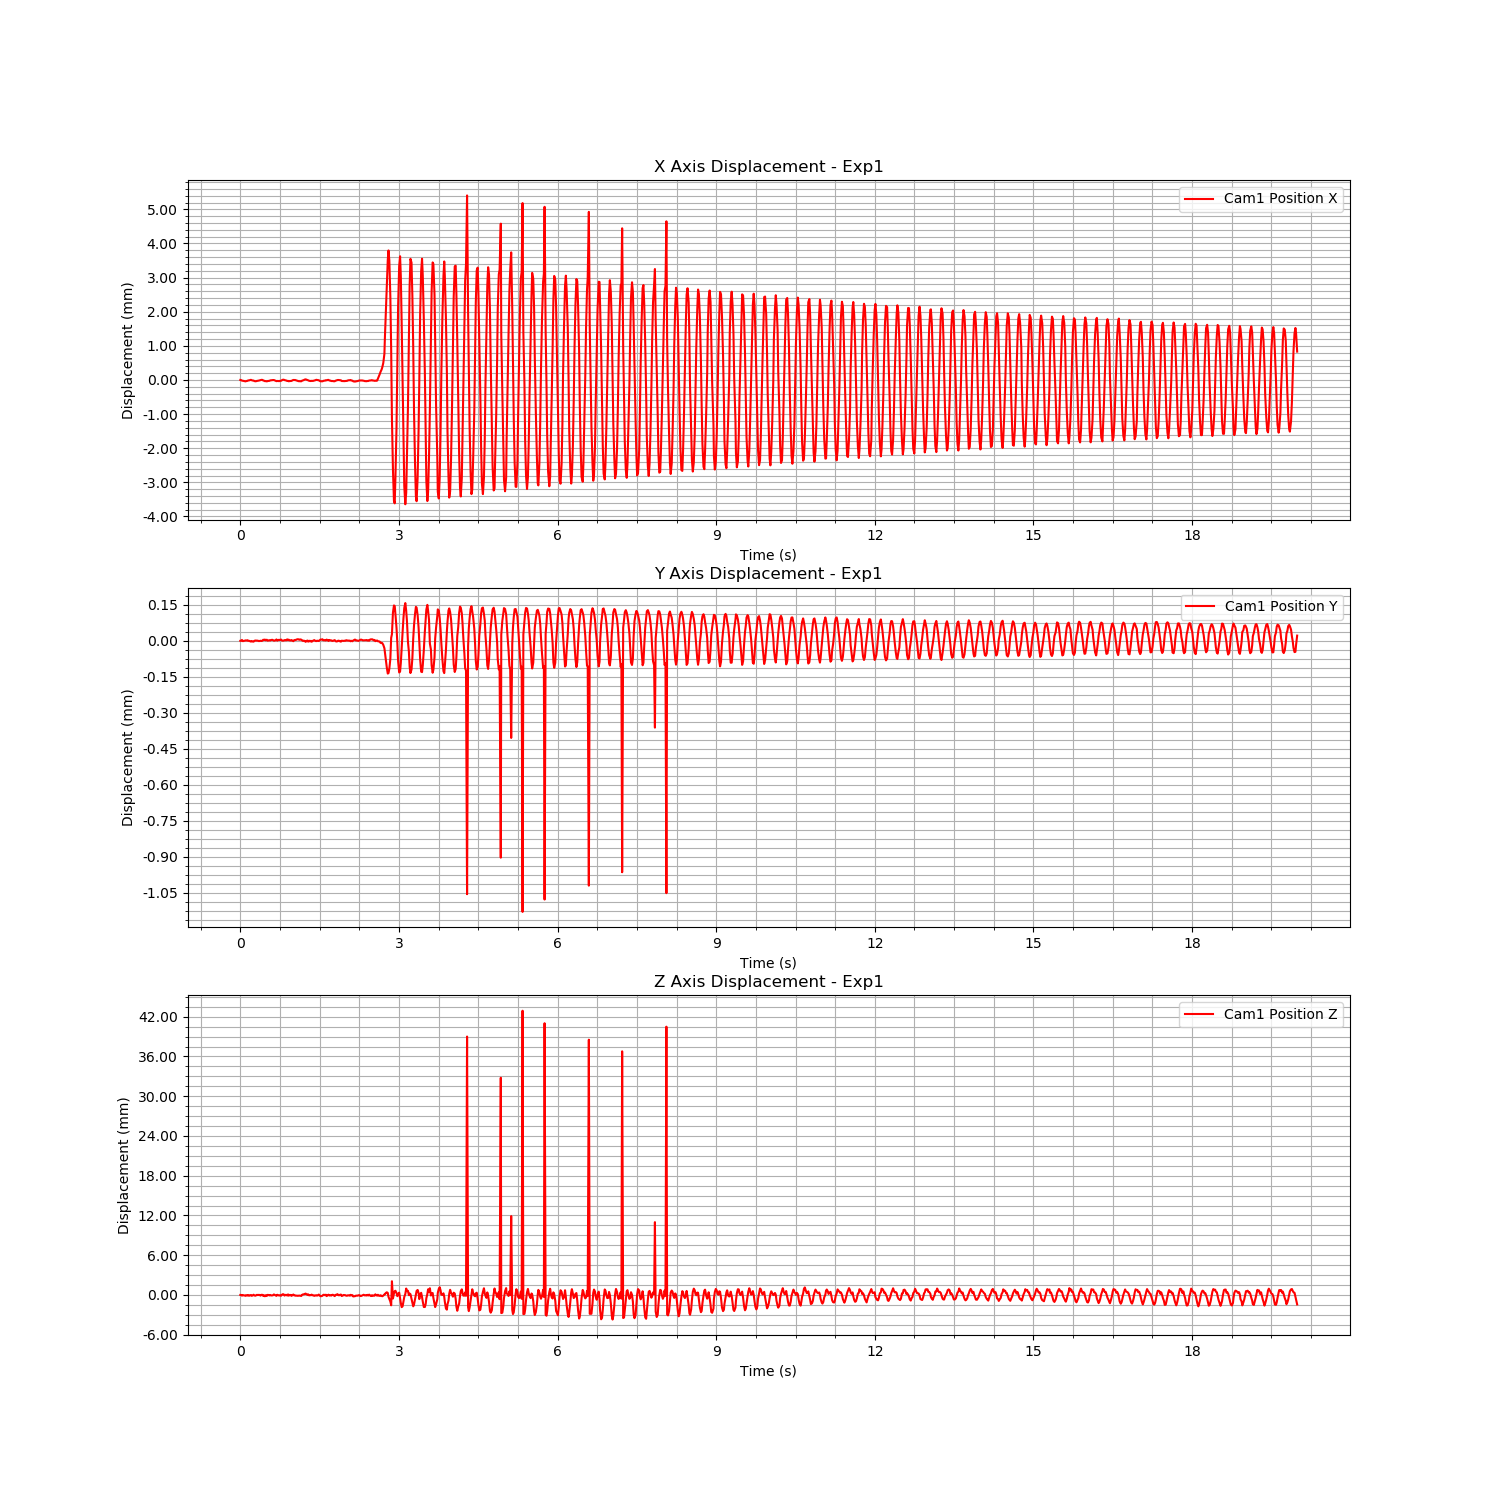 X Axis Displacement - Exp1
Cam1 Position X
5.00
4.00
3.00
2.00
1.00
0.00
-1.00
-2.00
-3.00
-4.00
Displacement (mm)
0 3 6 9 12 15 18
Time (s)
Y Axis Displacement - Exp1
Cam1 Position Y
0.15
0.00
-0.15
-0.30
-0.45
-0.60
-0.75
-0.90
-1.05
Displacement (mm)
0 3 6 9 12 15 18
Time (s)
Z Axis Displacement - Exp1
Cam1 Position Z
42.00
36.00
30.00
24.00
18.00
12.00
6.00
0.00
-6.00
Displacement (mm)
0 3 6 9 12 15 18
Time (s)